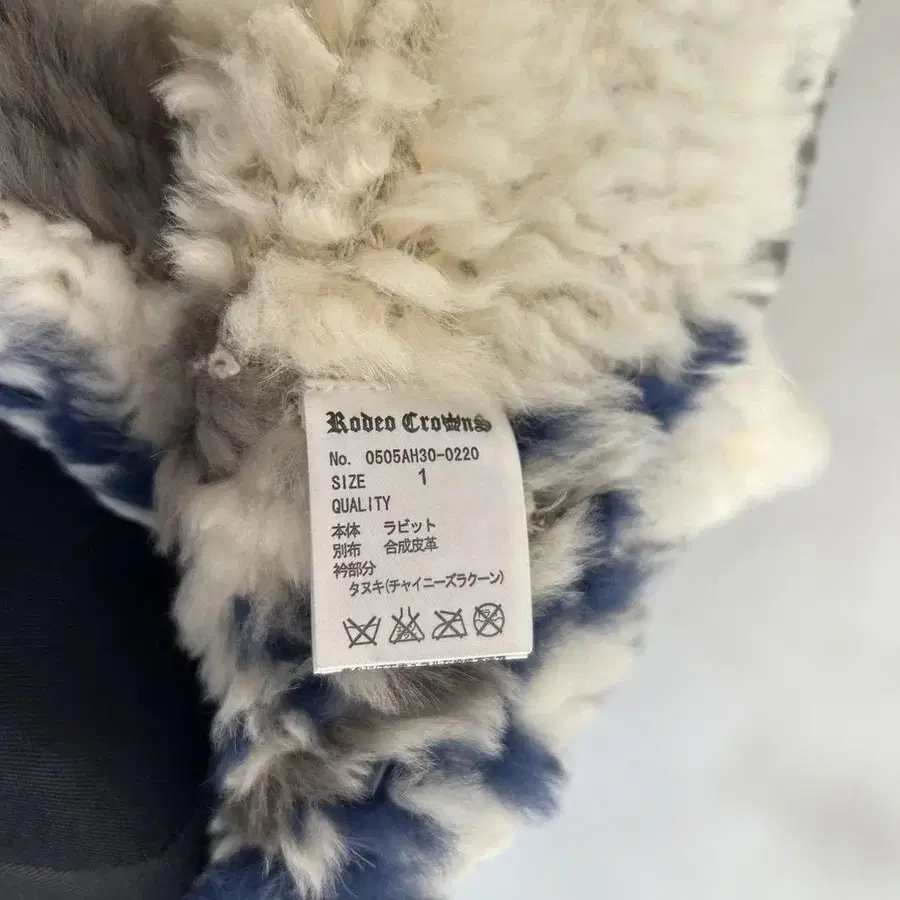 Rodeo Crowns
No. 0505AH30-0220
SIZE 1
QUALITY
本体 ラビット
別布 合成皮革
衿部分
タヌキ(チャイニーズラクーン)